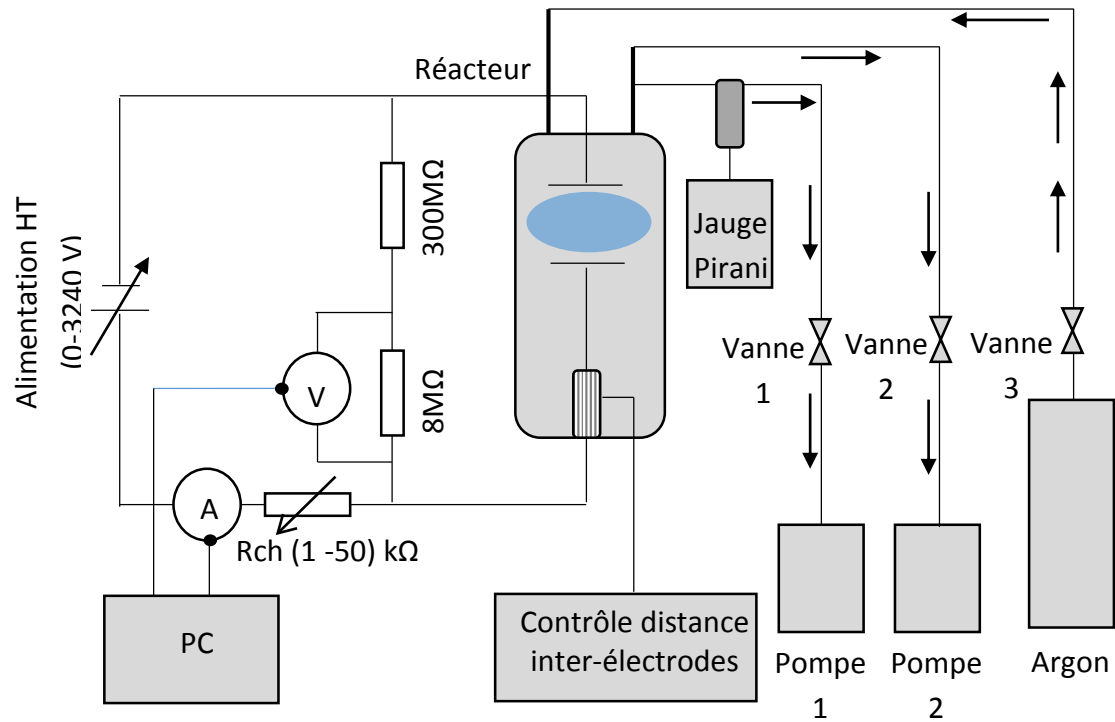 Réacteur
Alimentation HT
(0-3240 V)
300MΩ
8MΩ
V
A
Rch (1 -50) kΩ
PC
Jauge
Pirani
Vanne
1
Vanne
2
Vanne
3
Contrôle distance
inter-électrodes
Pompe
1
Pompe
2
Argon